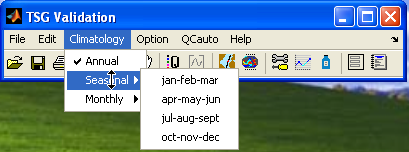 TSG Validation
File Edit Climatology Option QCauto Help
Annual
Seasonal
Monthly
jan-feb-mar
apr-may-jun
jul-aug-sept
oct-nov-dec